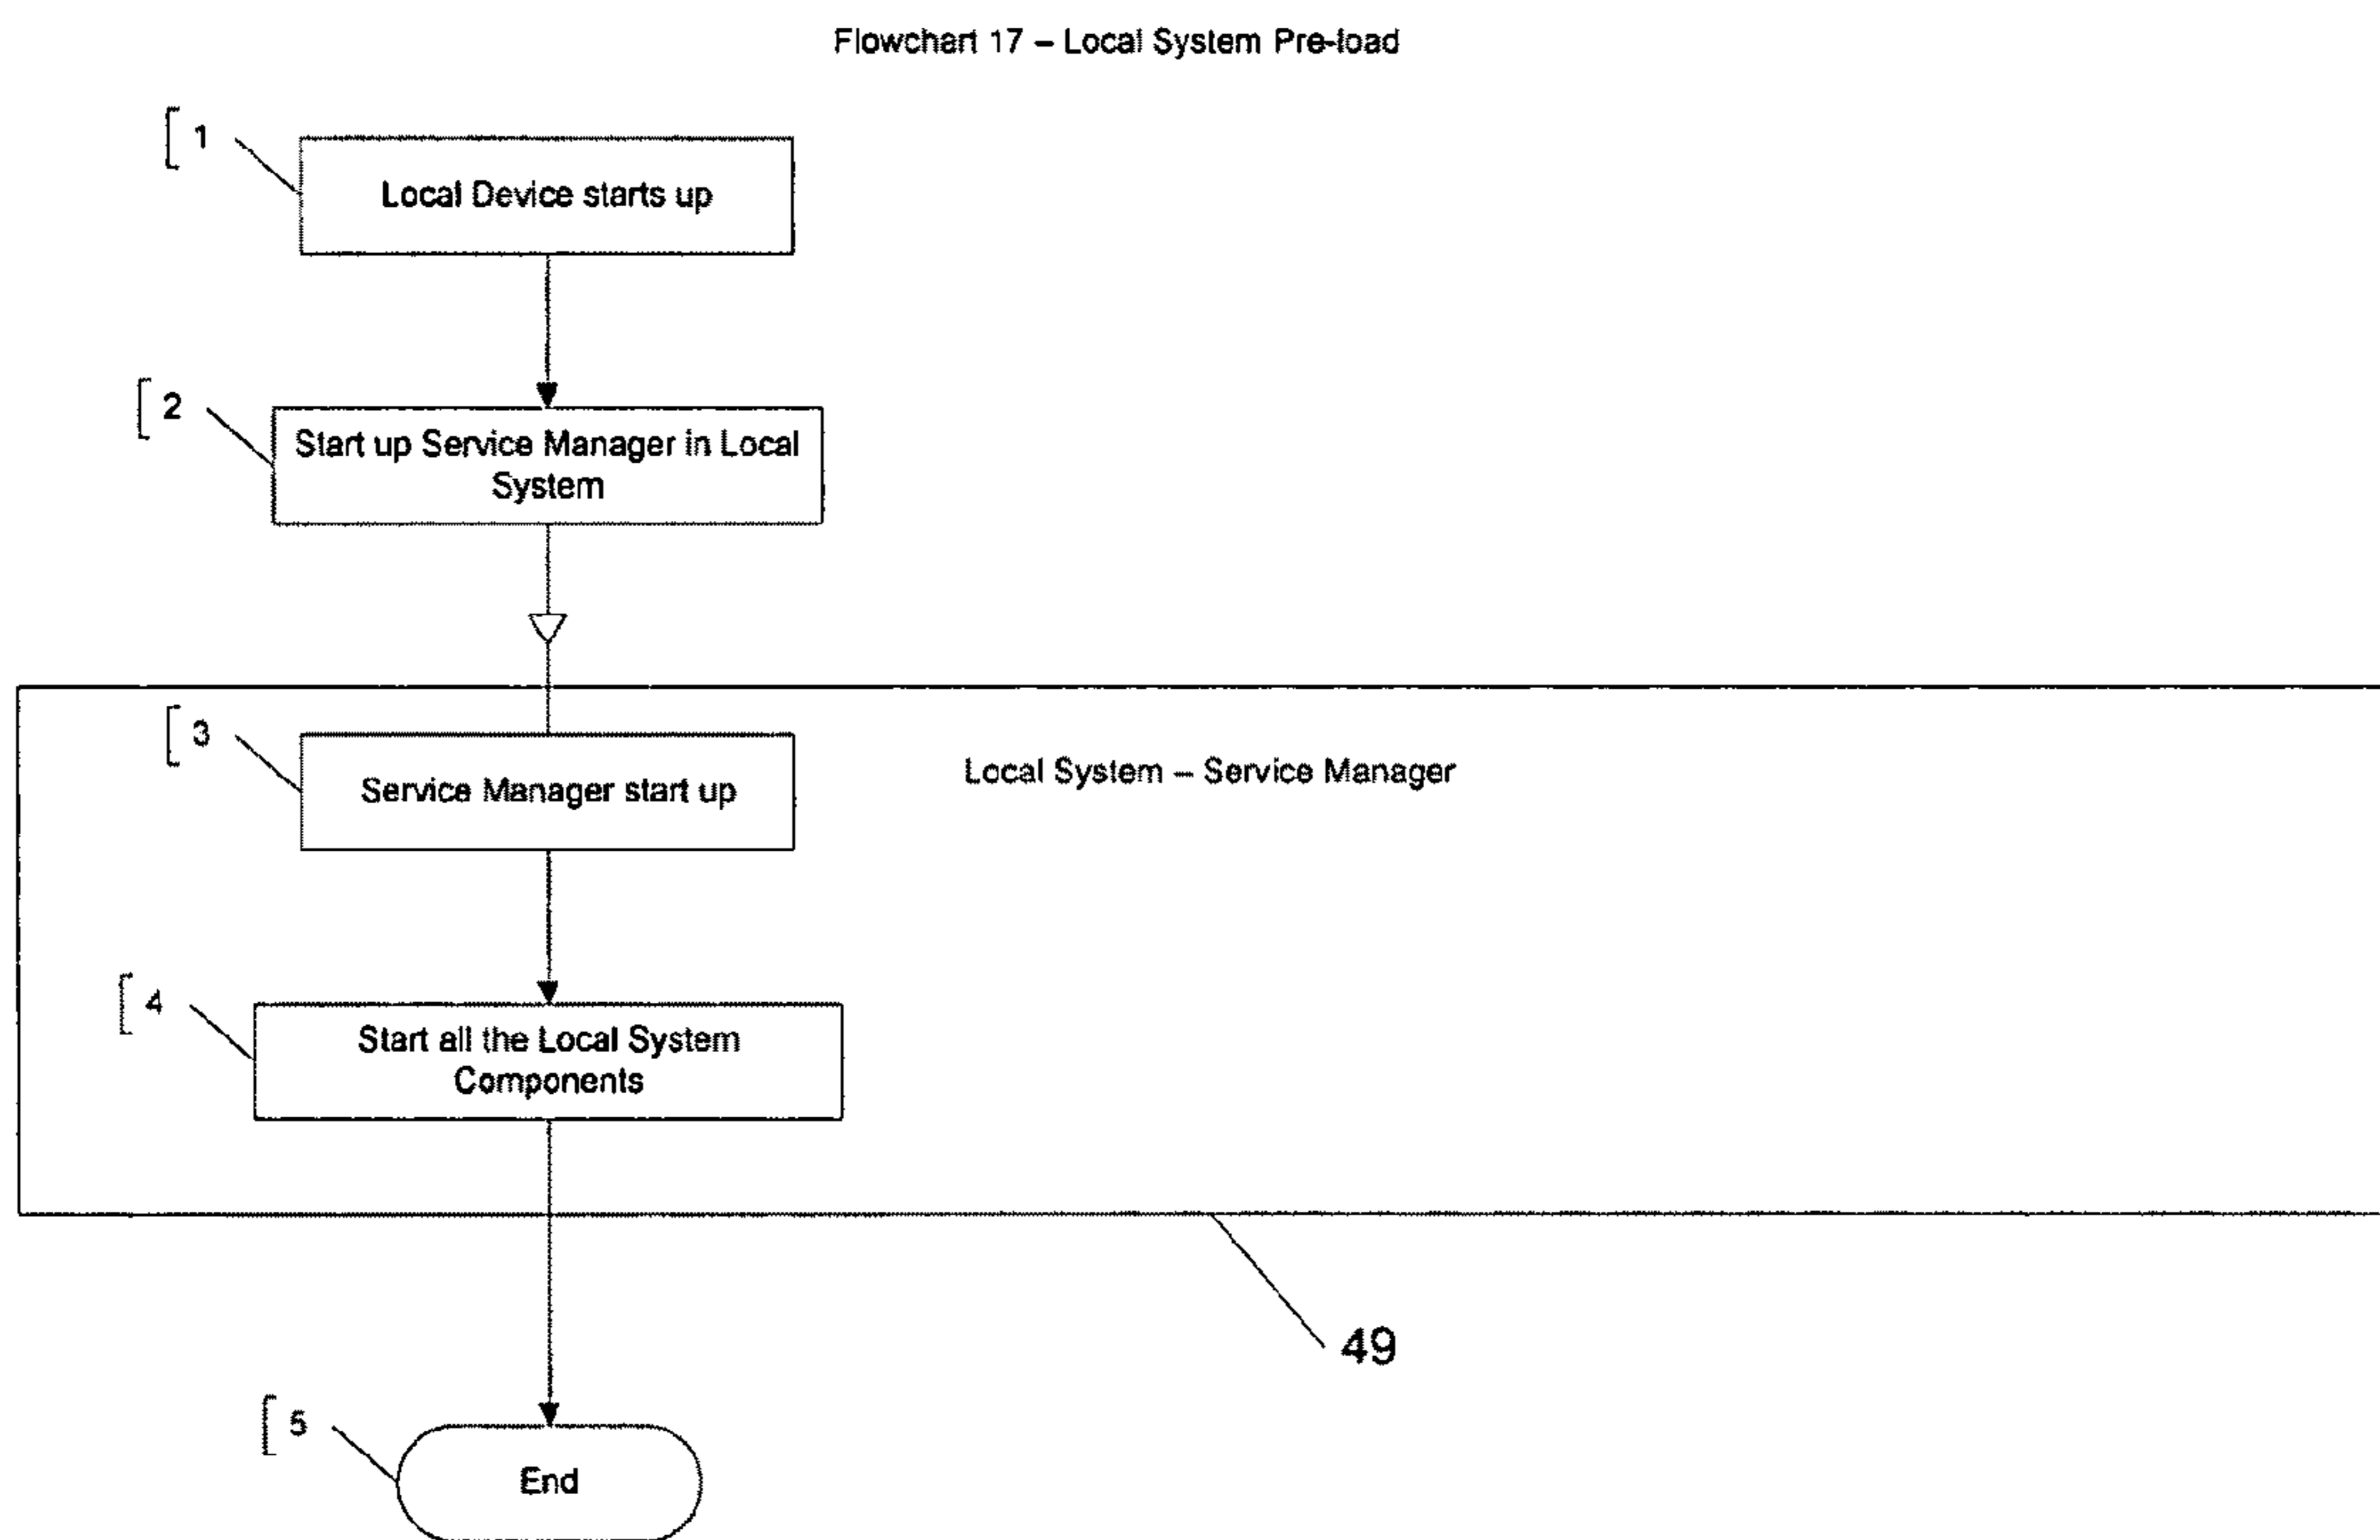 Flowchart 17 – Local System Pre-load
1
Local Device starts up
2
Start up Service Manager in Local
System
3
Service Manager start up
Local System – Service Manager
4
Start all the Local System
Components
49
5
End